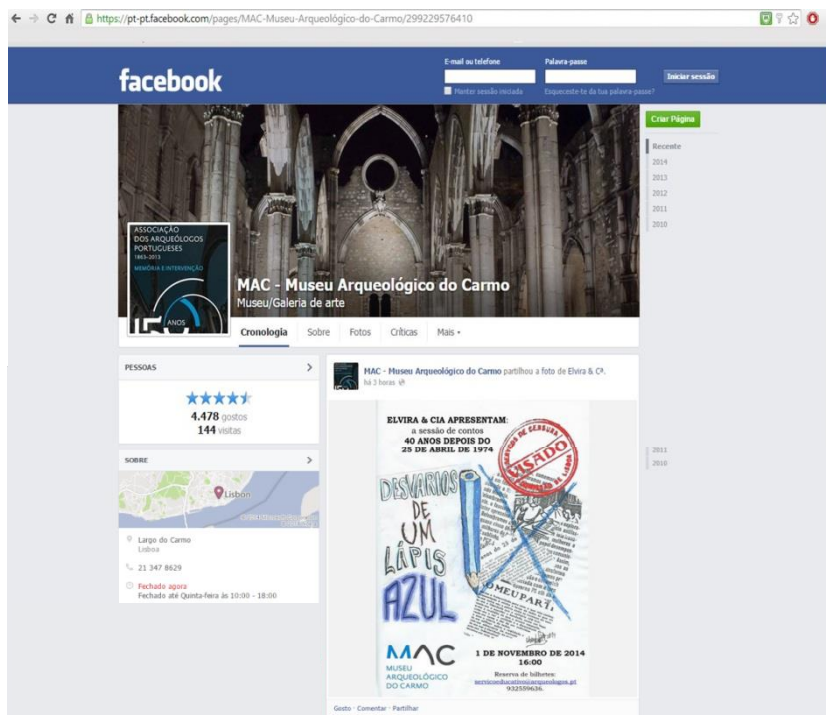 https://pt-pt.facebook.com/pages/MAC-Museu-Arqueológico-do-Carmo/299229576410
facebook
E-mail ou telefone
Palavra-passe
Iniciar sessão
Manter sessão iniciada
Esqueceste-te da tua palavra-passe?
Criar Página
Recente
2014
2013
2012
2011
2010
ASSOCIAÇÃO
DOS ARQUEÓLOGOS
PORTUGUESES
1863-2013
MEMÓRIA E INTERVENÇÃO
150
ANOS
MAC - Museu Arqueológico do Carmo
Museu/Galeria de arte
Cronologia
Sobre
Fotos
Críticas
Mais
PESSOAS
4.478 gostos
144 visitas
SOBRE
Lisbon
Largo do Carmo
Lisboa
21 347 8629
Fechado agora
Fechado até Quinta-feira às 10:00 - 18:00
MAC - Museu Arqueológico do Carmo partilhou a foto de Elvira & Cª.
há 3 horas
ELVIRA & CIA APRESENTAM:
a sessão de contos
40 ANOS DEPOIS DO
25 DE ABRIL DE 1974
VISADO
DESVARIOS
DE
UM
LÁPIS
AZUL
O MEU PART
MAC
MUSEU
ARQUEOLÓGICO
DO CARMO
1 DE NOVEMBRO DE 2014
16:00
Reserva de bilhetes:
servicoeducativo@arqueologos.pt
932559636.
Gosto · Comentar · Partilhar
2011
2010